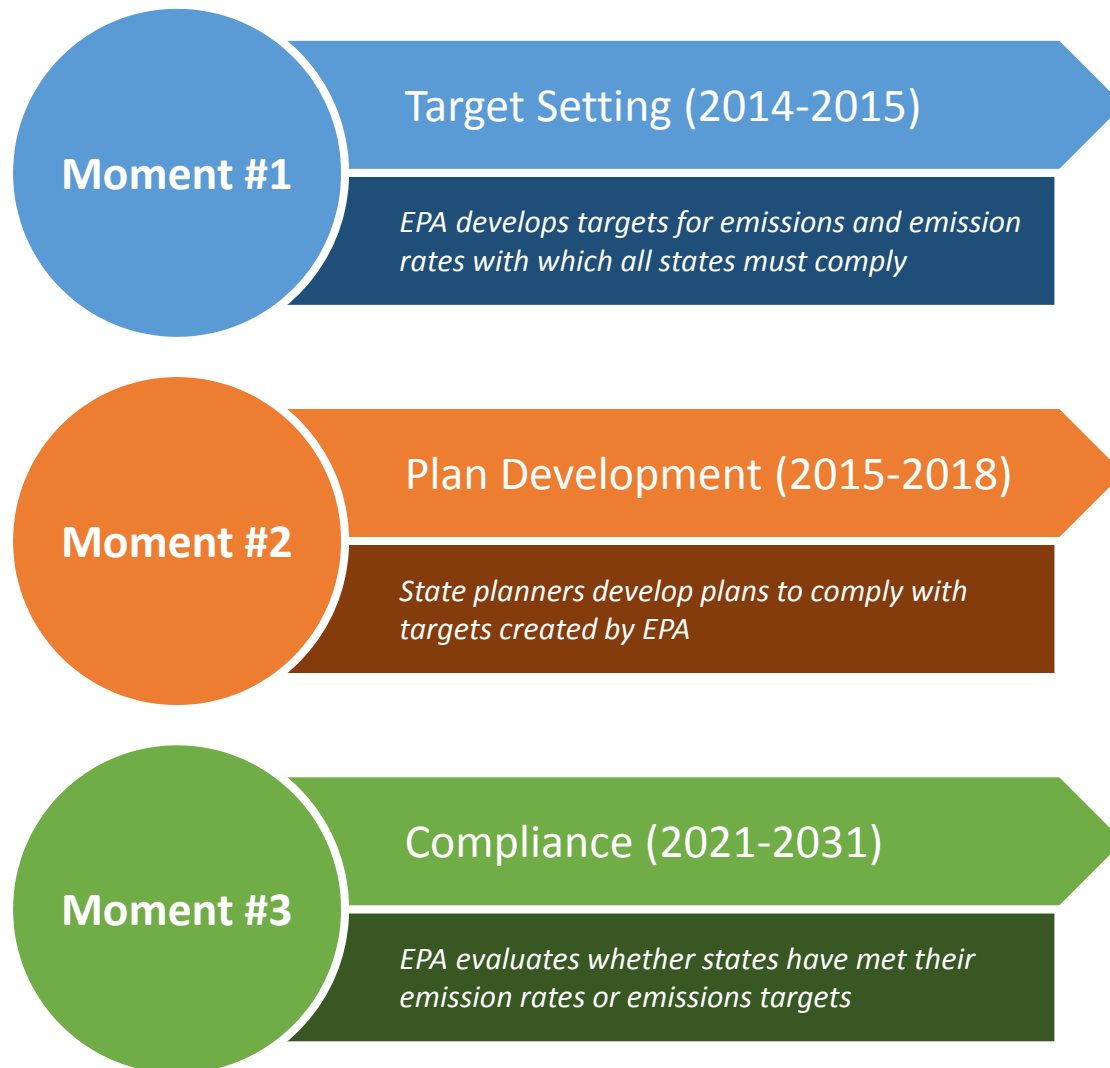 Moment #1
Target Setting (2014-2015)
EPA develops targets for emissions and emission
rates with which all states must comply
Moment #2
Plan Development (2015-2018)
State planners develop plans to comply with
targets created by EPA
Moment #3
Compliance (2021-2031)
EPA evaluates whether states have met their
emission rates or emissions targets